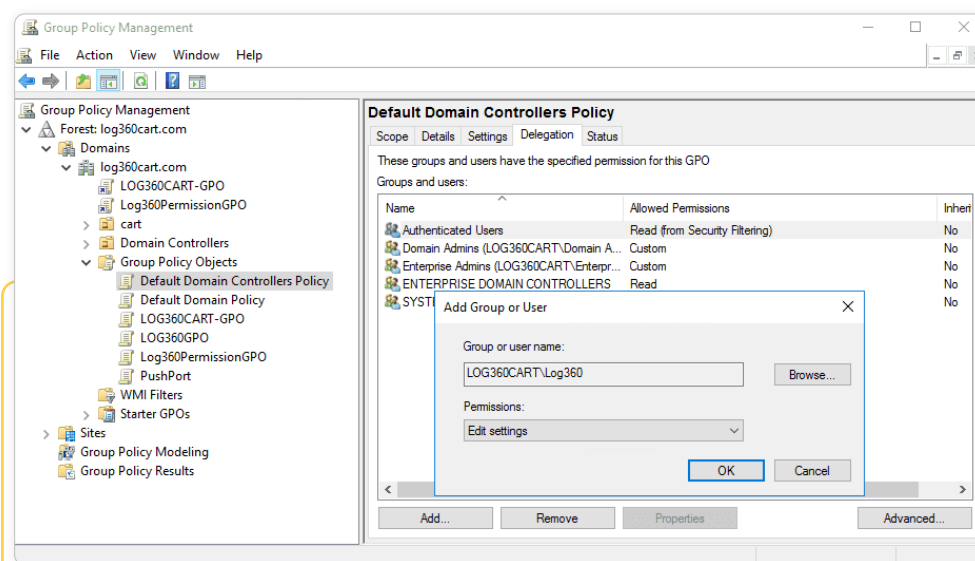 Group Policy Management
File Action View Window Help
Group Policy Management
Forest: log360cart.com
Domains
log360cart.com
LOG360CART-GPO
Log360PermissionGPO
cart
Domain Controllers
Group Policy Objects
Default Domain Controllers Policy
Default Domain Policy
LOG360CART-GPO
LOG360GPO
Log360PermissionGPO
PushPort
WMI Filters
Starter GPOs
Sites
Group Policy Modeling
Group Policy Results
Default Domain Controllers Policy
Scope Details Settings Delegation Status
These groups and users have the specified permission for this GPO
Groups and users:
Name Allowed Permissions Inheri
Authenticated Users Read (from Security Filtering) No
Domain Admins (LOG360CART\Domain A... Custom No
Enterprise Admins (LOG360CART\Enterpr... Custom No
ENTERPRISE DOMAIN CONTROLLERS Read No
SYSTE No
Add Group or User
Group or user name:
LOG360CART\Log360
Browse...
Permissions:
Edit settings
OK Cancel
Add... Remove Properties Advanced...